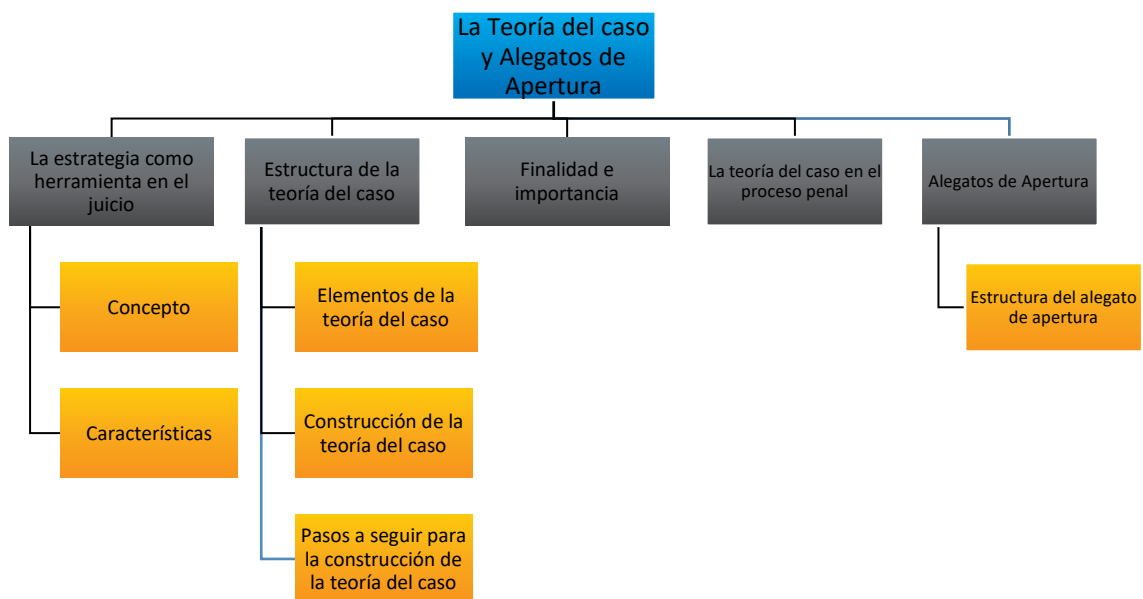 La Teoría del caso
y Alegatos de
Apertura
La estrategia como
herramienta en el
juicio
Estructura de la
teoría del caso
Finalidad e
importancia
La teoría del caso en el
proceso penal
Alegatos de Apertura
Concepto
Características
Elementos de la
teoría del caso
Construcción de la
teoría del caso
Pasos a seguir para
la construcción de
la teoría del caso
Estructura del alegato
de apertura